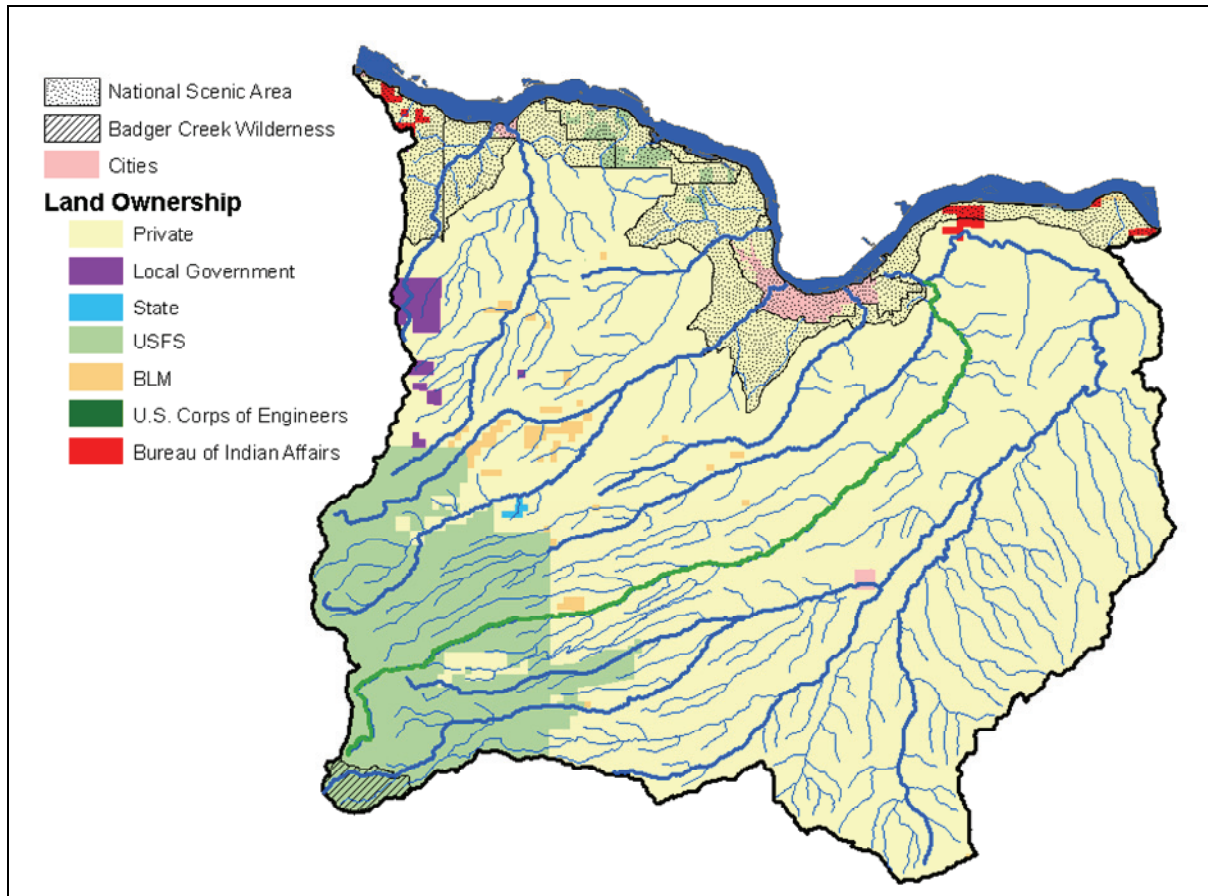 National Scenic Area
Badger Creek Wilderness
Cities
Land Ownership
Private
Local Government
State
USFS
BLM
U.S. Corps of Engineers
Bureau of Indian Affairs